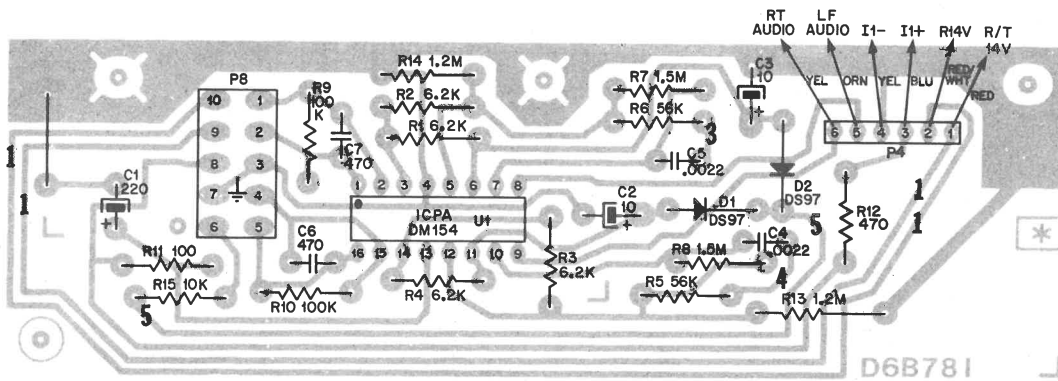 RT AUDIO
LF AUDIO
I1-
I1+
R14V
R/T 14V
YEL
ORN
YEL
BLU
RED/WHT
RED
6 5 4 3 2 1
P4
P8
10 1
9 2
8 3
7 4
6 5
R9 100 K
C7 470
R14 1.2M
R2 6.2K
R1 6.2K
R7 1.5M
R6 56K
C3 10
+
3
C5 .0022
D2 DS97
1 2 3 4 5 6 7 8
ICPA DM154
U1
16 15 14 13 12 11 10 9
C1 220
+
1
1
C2 10
+
D1 DS97
5
R12 470
1
1
*
R11 100
R15 10K
5
C6 470
R10 100K
R4 6.2K
R3 6.2K
R8 1.5M
C4 .0022
4
R5 56K
R13 1.2M
D6B781